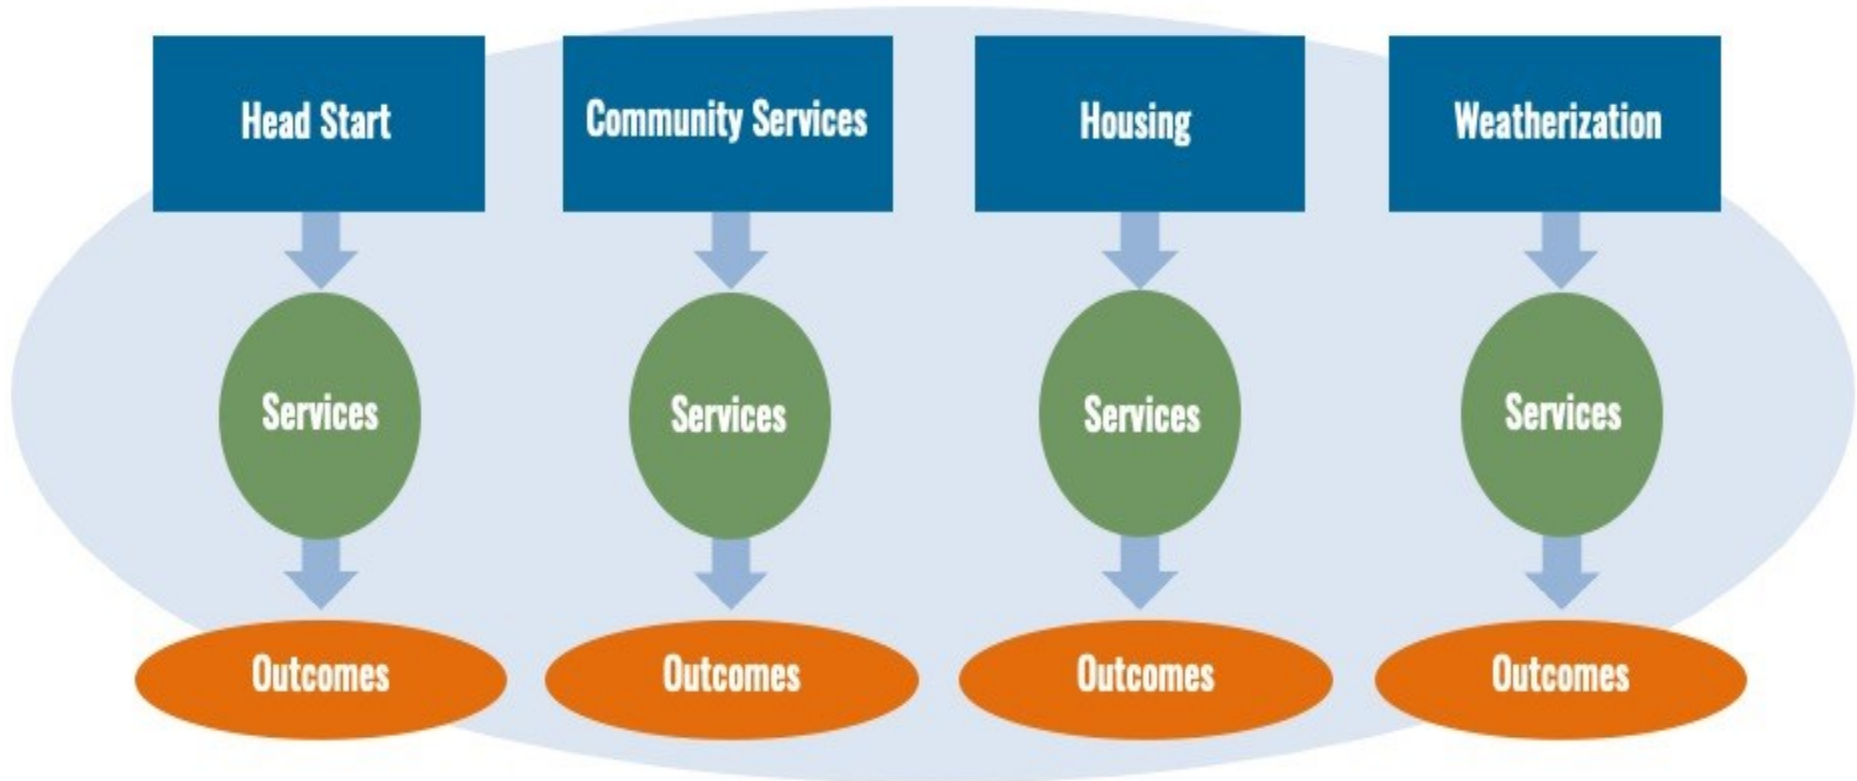 Head Start
Community Services
Housing
Weatherization
Services
Services
Services
Services
Outcomes
Outcomes
Outcomes
Outcomes